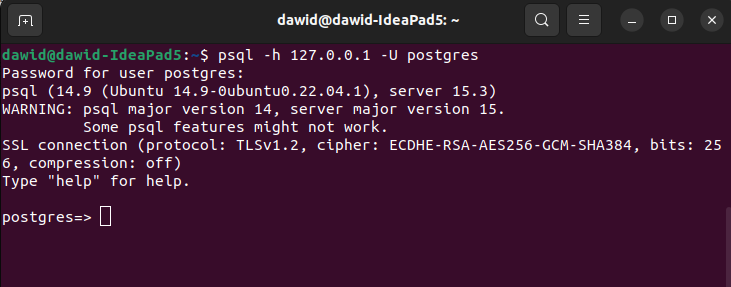 dawid@dawid-IdeaPad5: ~
dawid@dawid-IdeaPad5:~$ psql -h 127.0.0.1 -U postgres
Password for user postgres:
psql (14.9 (Ubuntu 14.9-0ubuntu0.22.04.1), server 15.3)
WARNING: psql major version 14, server major version 15.
         Some psql features might not work.
SSL connection (protocol: TLSv1.2, cipher: ECDHE-RSA-AES256-GCM-SHA384, bits: 25
6, compression: off)
Type "help" for help.
postgres=>